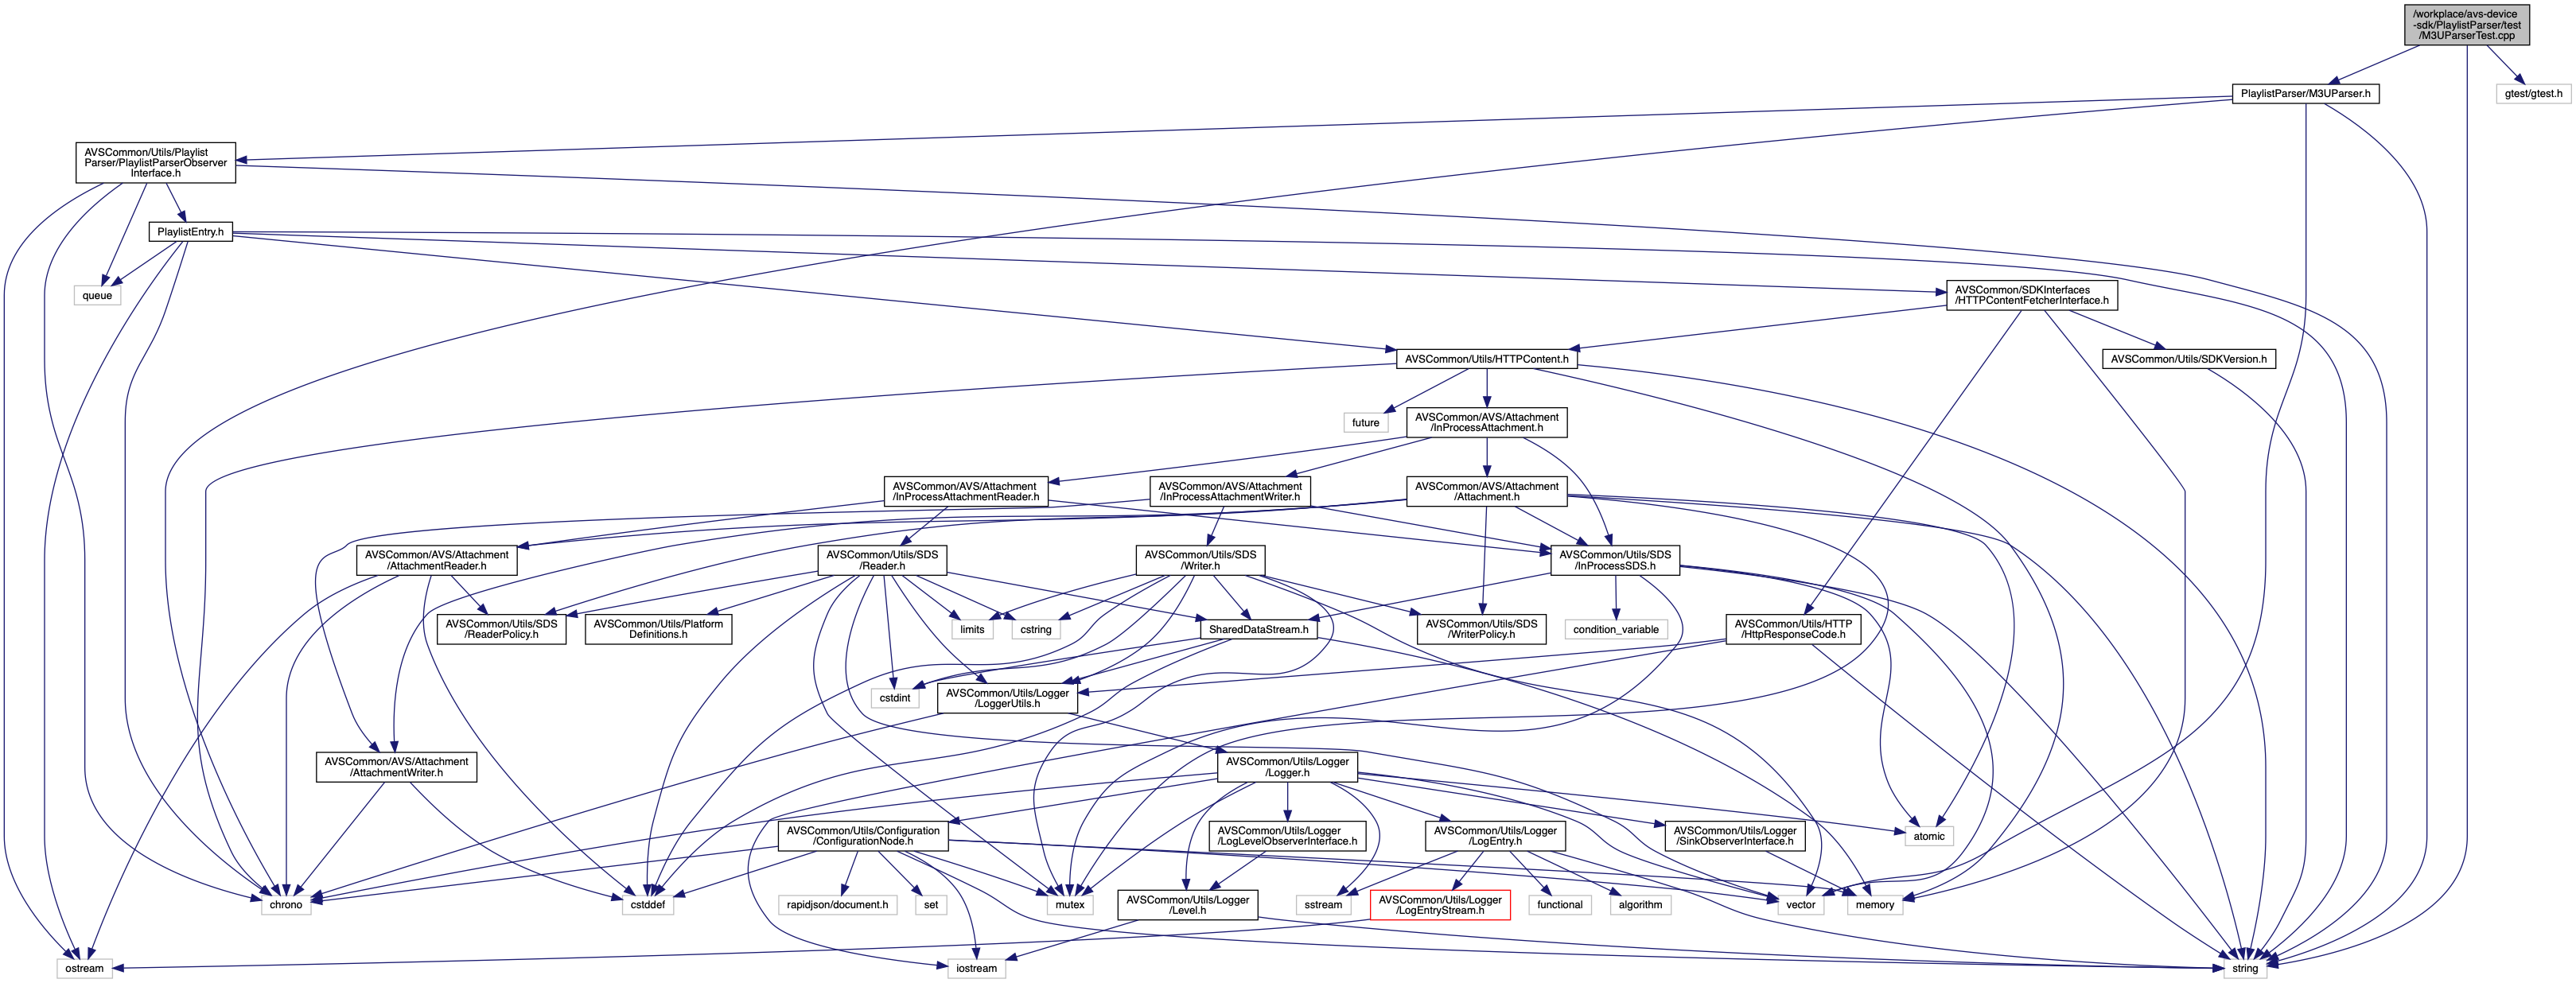 /workplace/avs-device
-sdk/PlaylistParser/test
/M3UParserTest.cpp
PlaylistParser/M3UParser.h
gtest/gtest.h
AVSCommon/Utils/Playlist
Parser/PlaylistParserObserver
Interface.h
PlaylistEntry.h
queue
AVSCommon/SDKInterfaces
/HTTPContentFetcherInterface.h
AVSCommon/Utils/HTTPContent.h
AVSCommon/Utils/SDKVersion.h
future
AVSCommon/AVS/Attachment
/InProcessAttachment.h
AVSCommon/AVS/Attachment
/InProcessAttachmentReader.h
AVSCommon/AVS/Attachment
/InProcessAttachmentWriter.h
AVSCommon/AVS/Attachment
/Attachment.h
AVSCommon/AVS/Attachment
/AttachmentReader.h
AVSCommon/Utils/SDS
/Reader.h
AVSCommon/Utils/SDS
/Writer.h
AVSCommon/Utils/SDS
/InProcessSDS.h
AVSCommon/Utils/SDS
/ReaderPolicy.h
AVSCommon/Utils/Platform
Definitions.h
limits
cstring
SharedDataStream.h
AVSCommon/Utils/SDS
/WriterPolicy.h
condition_variable
AVSCommon/Utils/HTTP
/HttpResponseCode.h
cstdint
AVSCommon/Utils/Logger
/LoggerUtils.h
AVSCommon/AVS/Attachment
/AttachmentWriter.h
AVSCommon/Utils/Logger
/Logger.h
AVSCommon/Utils/Configuration
/ConfigurationNode.h
AVSCommon/Utils/Logger
/LogLevelObserverInterface.h
AVSCommon/Utils/Logger
/LogEntry.h
AVSCommon/Utils/Logger
/SinkObserverInterface.h
atomic
chrono
cstddef
rapidjson/document.h
set
mutex
AVSCommon/Utils/Logger
/Level.h
sstream
AVSCommon/Utils/Logger
/LogEntryStream.h
functional
algorithm
vector
memory
ostream
iostream
string